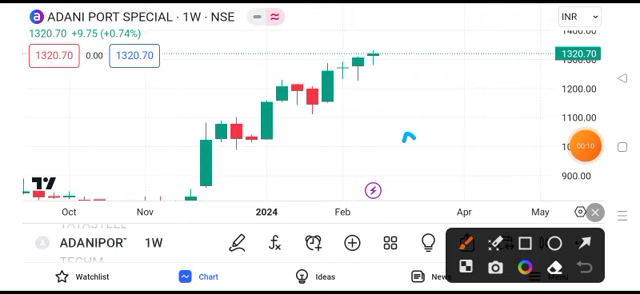 ADANI PORT SPECIAL · 1W · NSE
INR
1320.70 +9.75 (+0.74%)
1320.70 0.00 1320.70
1400.00
1320.70
1300.00
1200.00
1100.00
00:10
900.00
Oct Nov 2024 Feb Apr May
TATASTEEL
ADANIPORT 1W
TECHM
Watchlist Chart Ideas News